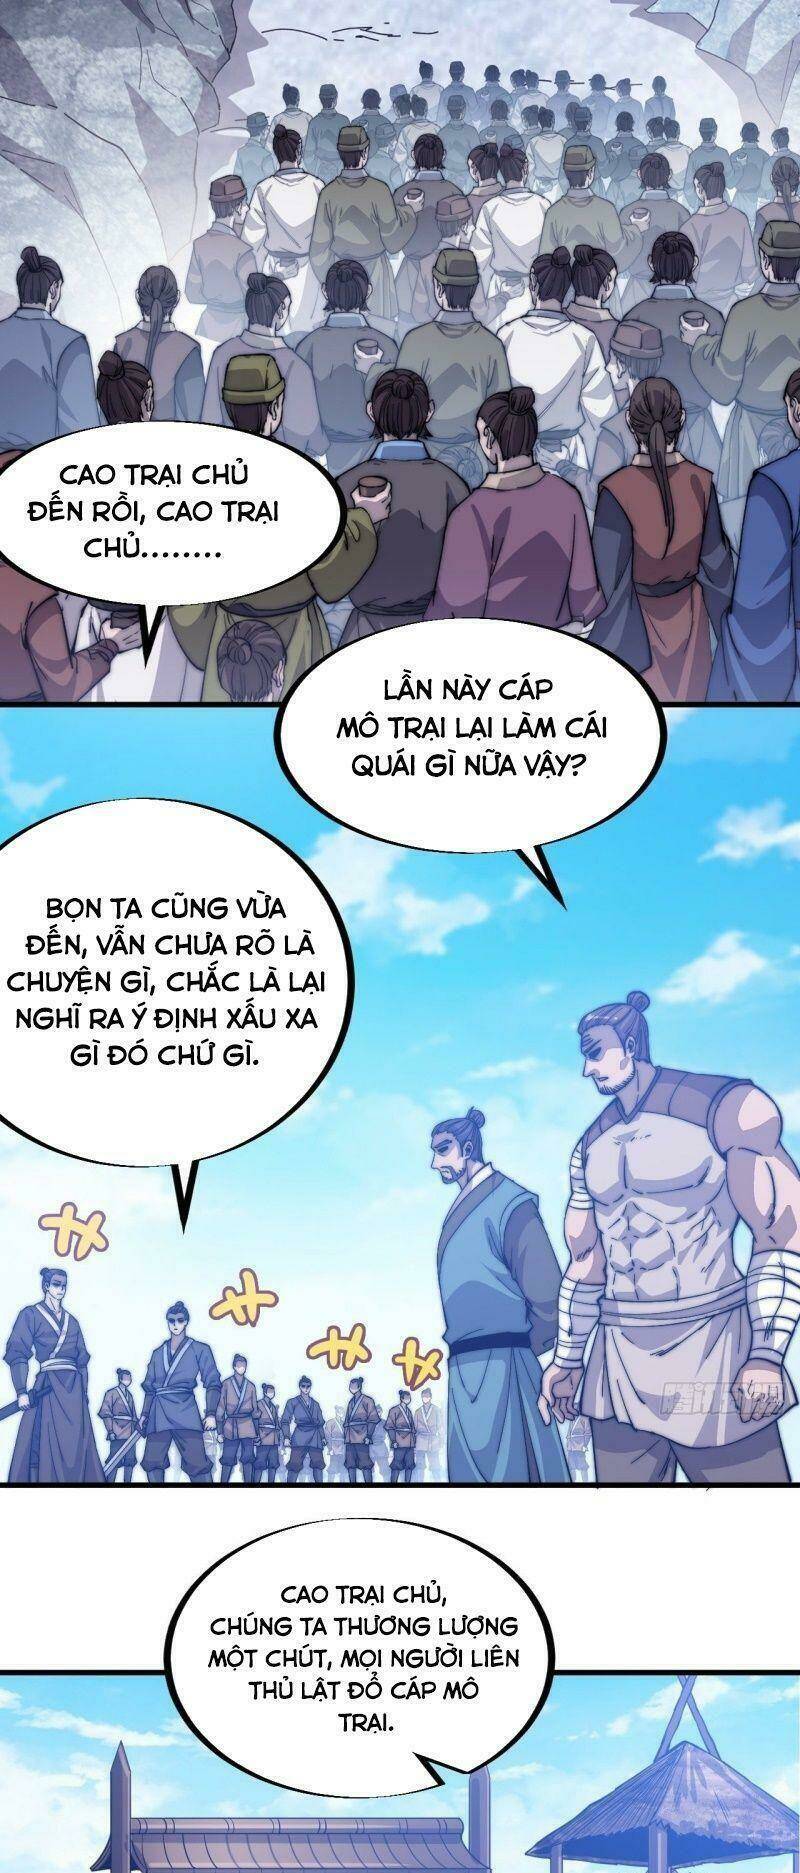 CAO TRẠI CHỦ
ĐẾN RỒI, CAO TRẠI
CHỦ........
LẦN NÀY CÁP
MÔ TRẠI LẠI LÀM CÁI
QUÁI GÌ NỮA VẬY?
BỌN TA CŨNG VỪA
ĐẾN, VẪN CHƯA RÕ LÀ
CHUYỆN GÌ, CHẮC LÀ LẠI
NGHĨ RA Ý ĐỊNH XẤU XA
GÌ ĐÓ CHỨ GÌ.
CAO TRẠI CHỦ,
CHÚNG TA THƯƠNG LƯỢNG
MỘT CHÚT, MỌI NGƯỜI LIÊN
THỦ LẬT ĐỔ CÁP MÔ
TRẠI.